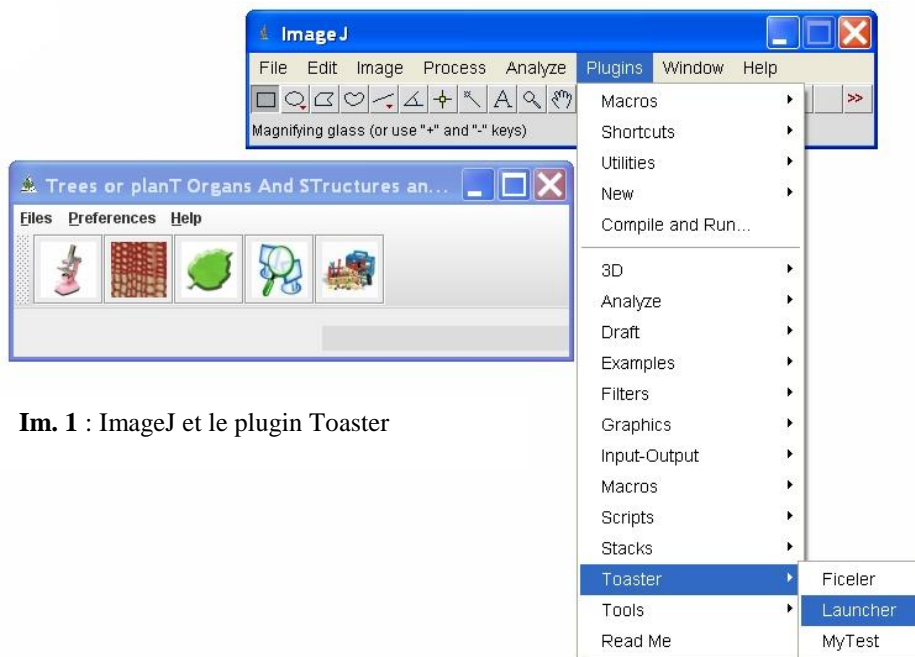 ImageJ
File Edit Image Process Analyze Plugins Window Help
A >>
Magnifying glass (or use "+" and "-" keys)
Macros
Shortcuts
Utilities
New
Compile and Run...
3D
Analyze
Draft
Examples
Filters
Graphics
Input-Output
Macros
Scripts
Stacks
Toaster
Tools
Read Me
Ficeler
Launcher
MyTest
Trees or planT Organs And STructures an...
Files Preferences Help
Im. 1 : ImageJ et le plugin Toaster